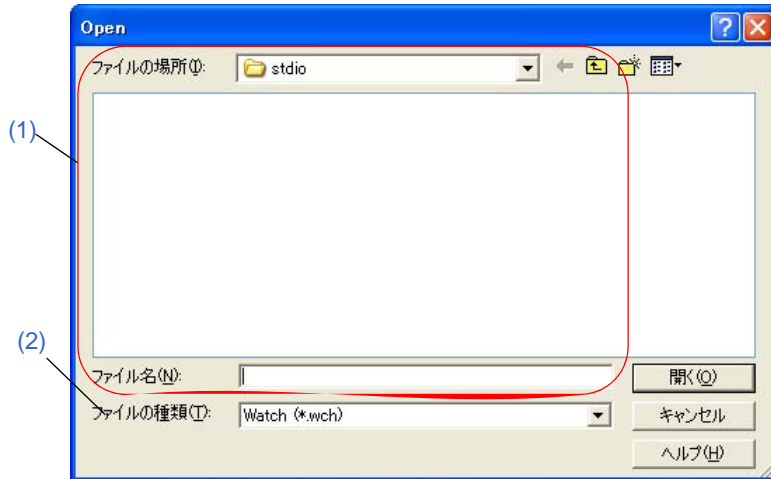 Open
ファイルの場所(I): stdio
(1)
(2)
ファイル名(N): 開く(O)
ファイルの種類(T): Watch (*.wch) キャンセル
ヘルプ(H)